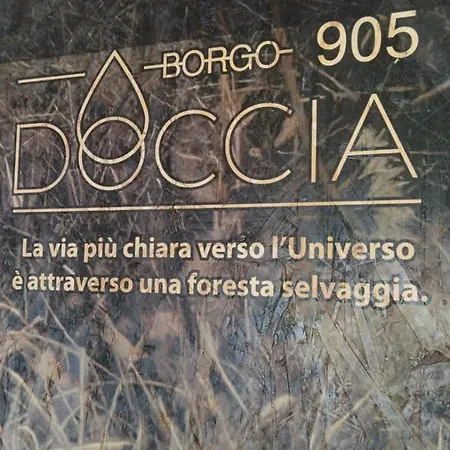 BORGO 905
DOCCIA
La via più chiara verso l'Universo
è attraverso una foresta selvaggia.